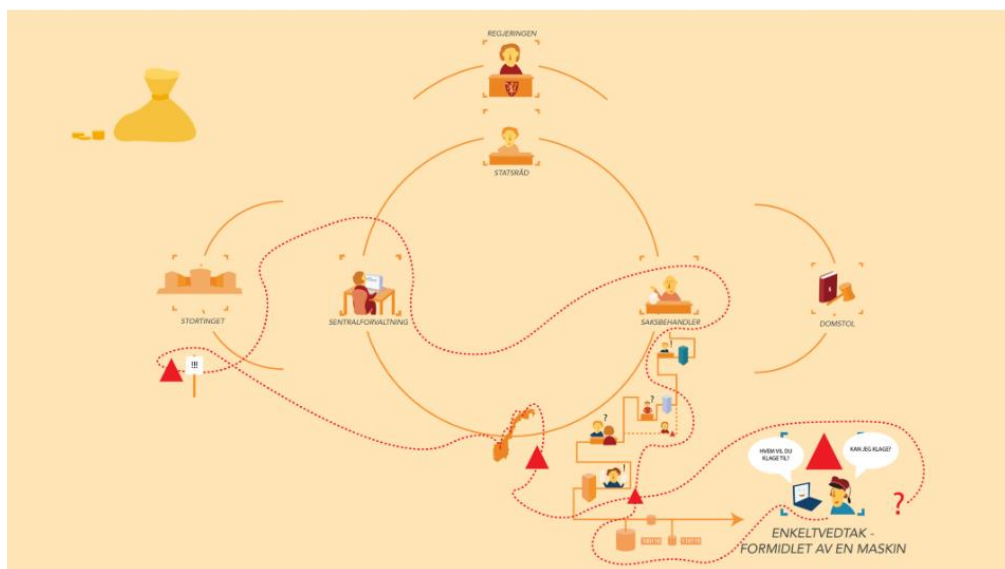 REGJERINGEN
STATSRÅD
STORTINGET
SENTRALFORVALTNING
SAKSBEHANDLER
DOMSTOL
!!!
!
?
?
!
HVEM VIL DU
KLAGE TIL?
KAN JEG KLAGE?
?
ENKELTVEDTAK -
FORMIDLET AV EN MASKIN